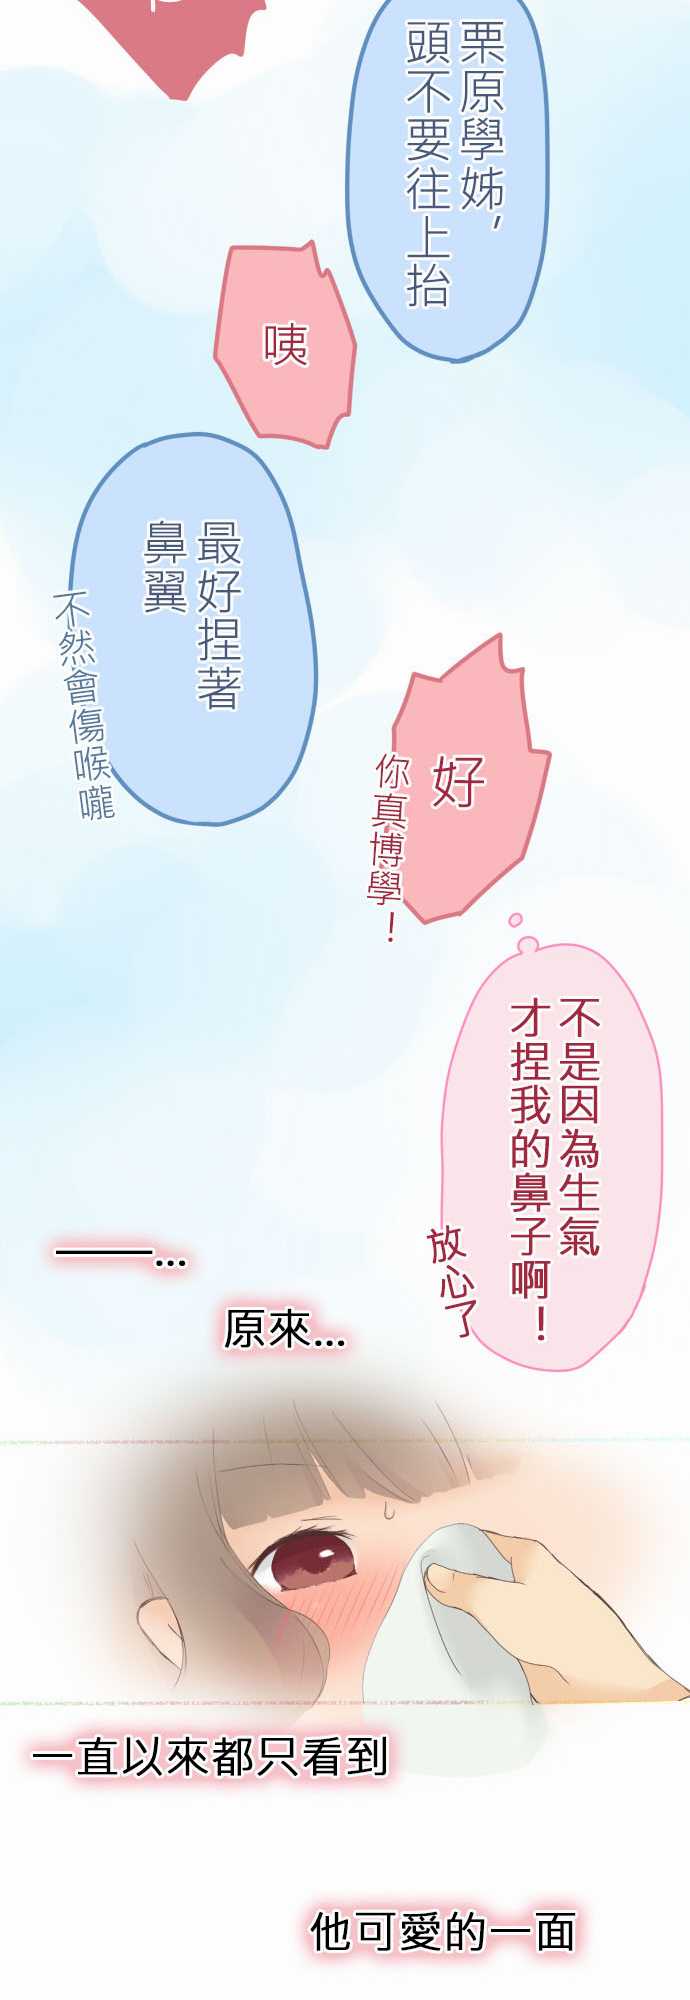 栗原學姊，
頭不要往上抬
咦
最好捏著
鼻翼
不然會傷喉嚨
好
你真博學！
不是因為生氣
才捏我的鼻子啊！
放心了
───…
原來…
一直以來都只看到
他可愛的一面